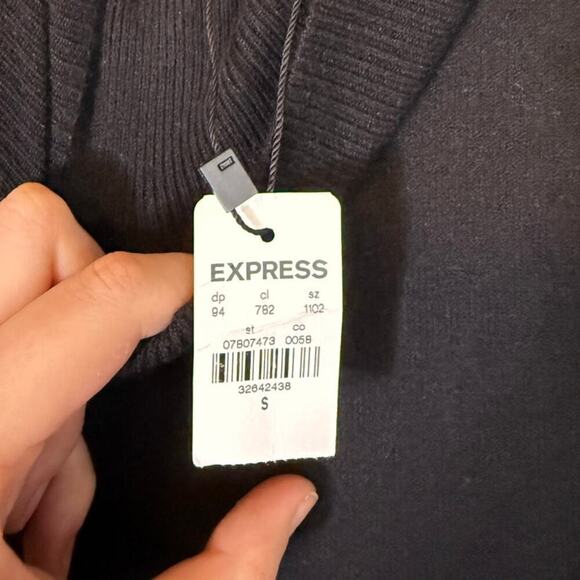 EXPRESS
dp cl sz
94 782 1102
st co
07807473 0058
32642438
S